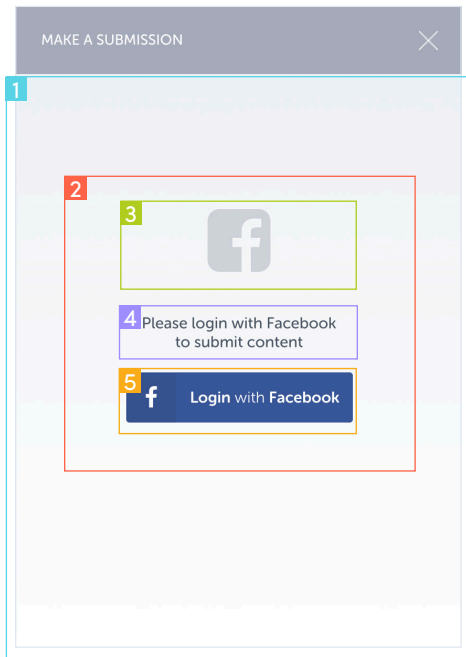 MAKE A SUBMISSION
1
2
3
4
Please login with Facebook
to submit content
5
f Login with Facebook